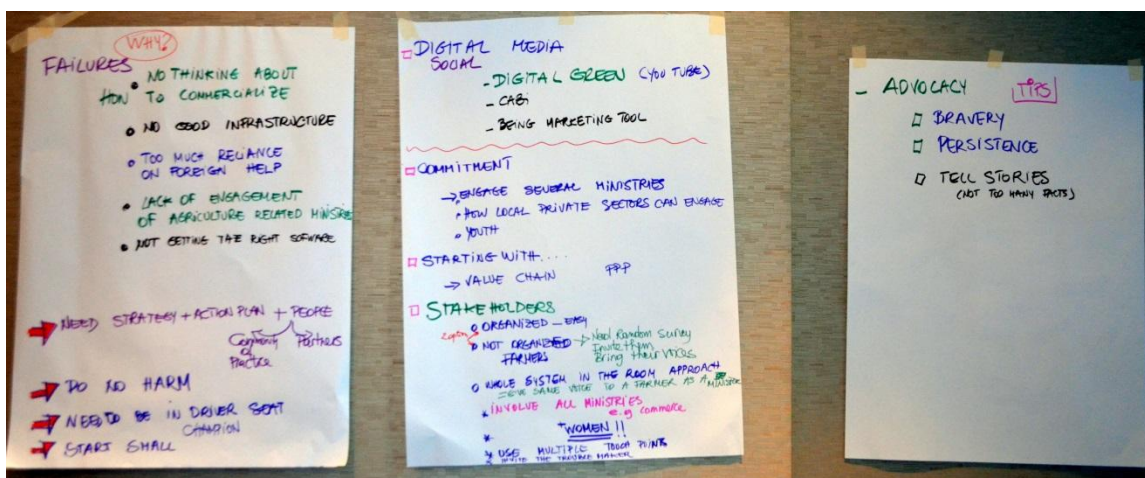 WHY?
FAILURES
• NO THINKING ABOUT
HOW TO COMMERCIALIZE
• NO GOOD INFRASTRUCTURE
• TOO MUCH RELIANCE
ON FOREIGN HELP
• LACK OF ENGAGEMENT
OF AGRICULTURE RELATED
• NOT GETTING THE RIGHT SOFWARE
NEED STRATEGY + ACTION PLAN + PEOPLE
Community Partners
of
Practice
DO NO HARM
NEED TO BE IN DRIVER SEAT
CHAMPION
START SMALL
DIGITAL MEDIA
SOCIAL
- DIGITAL GREEN (YOU TUBE)
- CABi
- BEING MARKETING TOOL
COMMITMENT
→ ENGAGE SEVERAL MINISTRIES
• HOW LOCAL PRIVATE SECTORS CAN ENGAGE
• YOUTH
STARTING WITH....
→ VALUE CHAIN PPP
STAKEHOLDERS
ORGANIZED - EASY
NOT ORGANIZED → Need Random Survey
FARMERS Invite them
Bring their VOICES
WHOLE SYSTEM IN THE ROOM APPROACH
= GIVE SAME VOICE TO A FARMER AS A MINISTER
* INVOLVE ALL MINISTRIES
e.g commerce
* WOMEN !!
* USE MULTIPLE TOUCH POINTS
* INVITE THE TROUBLE MAKER
- ADVOCACY TIPS
BRAVERY
PERSISTENCE
TELL STORIES
(NOT TOO MANY FACTS)